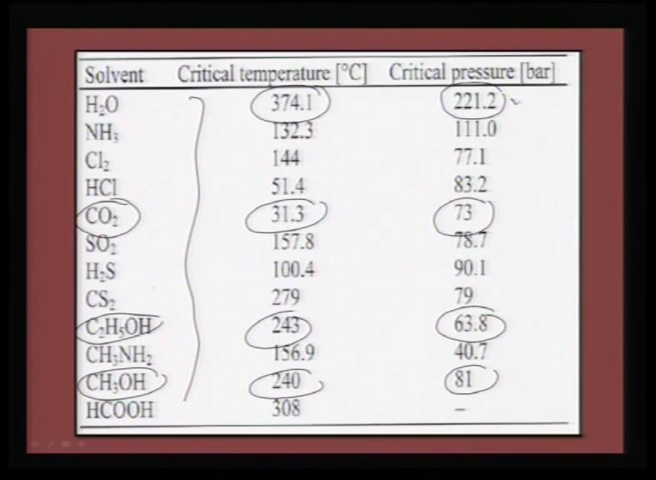 Solvent Critical temperature [°C] Critical pressure [bar]
H₂O 374.1 221.2
NH₃ 132.3 111.0
Cl₂ 144 77.1
HCl 51.4 83.2
CO₂ 31.3 73
SO₂ 157.8 78.7
H₂S 100.4 90.1
CS₂ 279 79
C₂H₅OH 243 63.8
CH₃NH₂ 156.9 40.7
CH₃OH 240 81
HCOOH 308 –